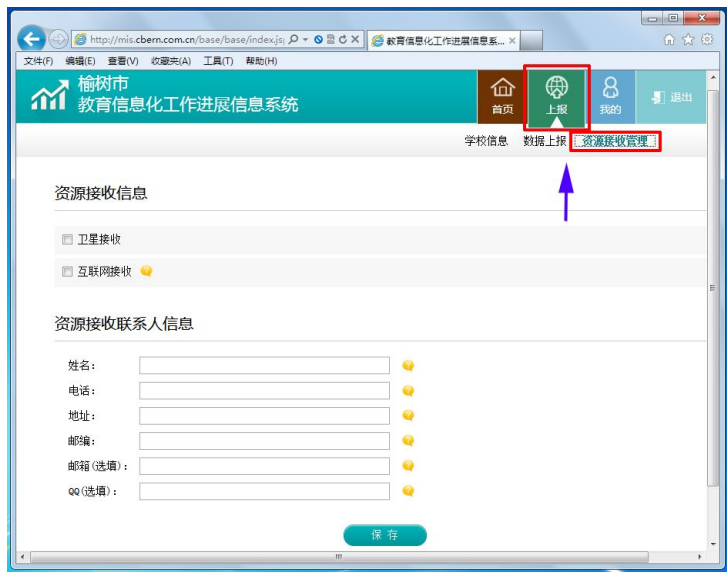 http://mis.cbern.com.cn/base/base/index.js
教育信息化工作进展信息系...
文件(F) 编辑(E) 查看(V) 收藏夹(A) 工具(T) 帮助(H)
榆树市
教育信息化工作进展信息系统
首页 上报 我的 退出
学校信息 数据上报 资源接收管理
资源接收信息
卫星接收
互联网接收
资源接收联系人信息
姓名:
电话:
地址:
邮编:
邮箱(选填):
QQ(选填):
保存